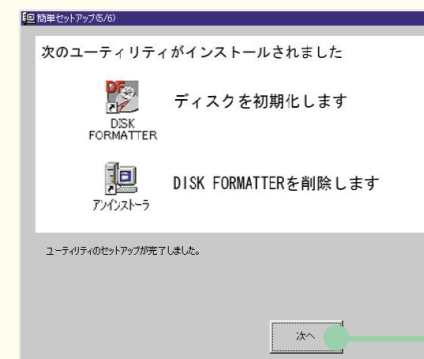 簡単セットアップ(5/6)
次のユーティリティがインストールされました
DF
DISK
FORMATTER
ディスクを初期化します
アンインストーラ
DISK FORMATTERを削除します
ユーティリティのセットアップが完了しました。
次へ